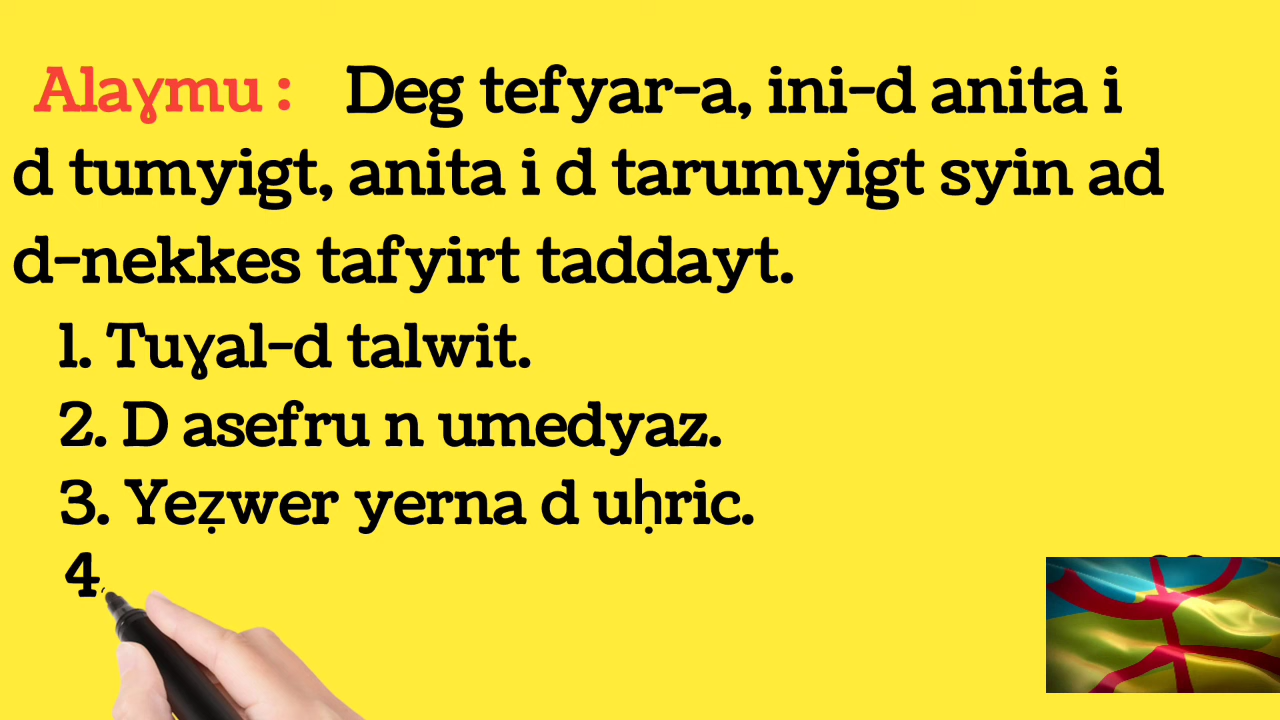 Alaɣmu : Deg tefyar-a, ini-d anita i
d tumyigt, anita i d tarumyigt syin ad
d-nekkes tafyirt taddayt.
1. Tuɣal-d talwit.
2. D asefru n umedyaz.
3. Yeẓwer yerna d uḥric.
4